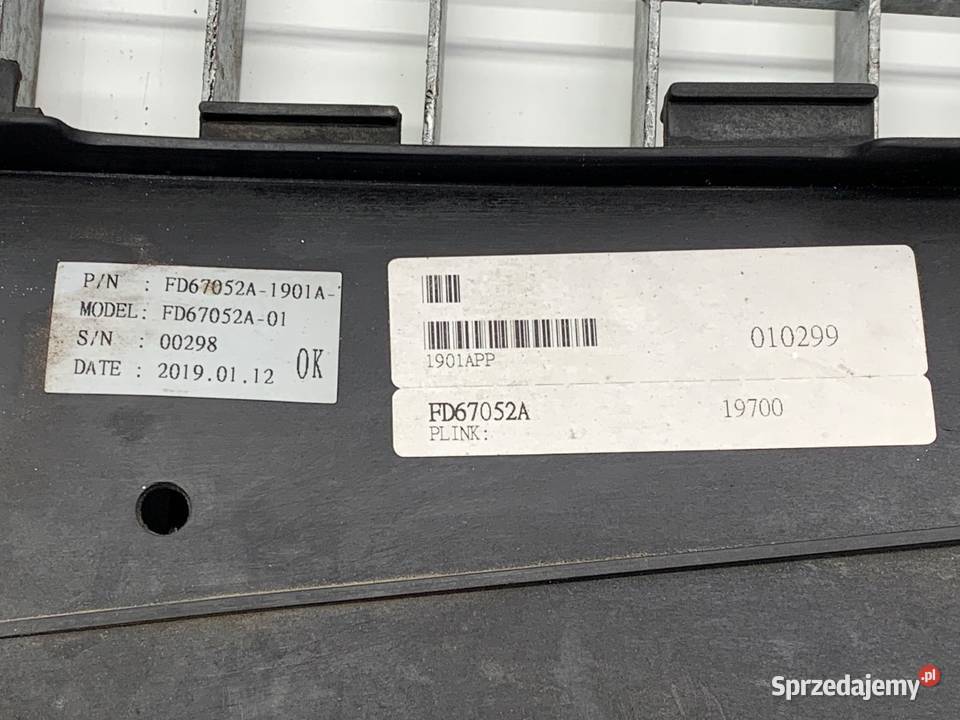 P/N : FD67052A-1901A-
MODEL: FD67052A-01
S/N : 00298
DATE : 2019.01.12 OK
1901APP
010299
FD67052A 19700
PLINK:
Sprzedajemy.pl